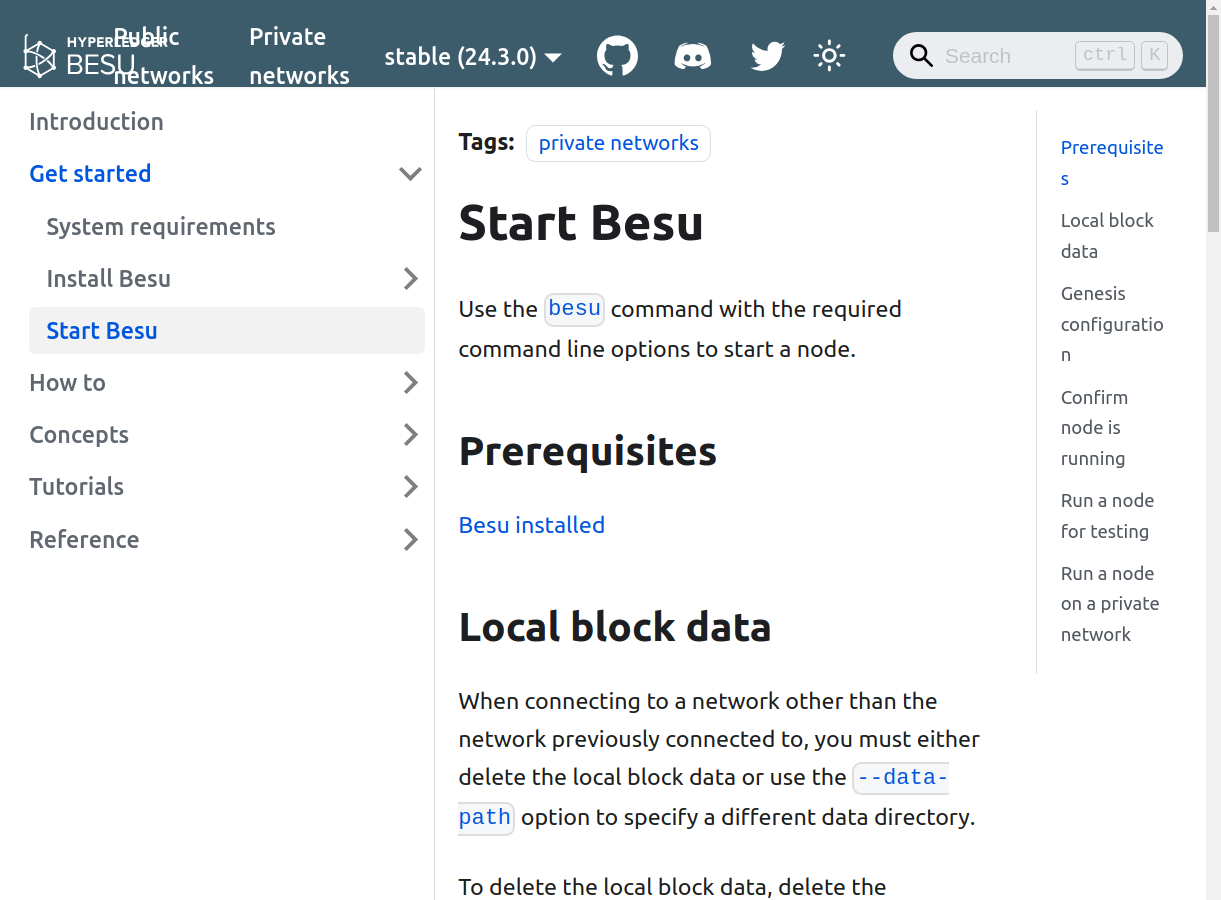 HYPERLEDGER
BESU
Public
networks
Private
networks
stable (24.3.0)
Search
ctrl K
Introduction
Get started
System requirements
Install Besu
Start Besu
How to
Concepts
Tutorials
Reference
Tags: private networks
Start Besu
Use the besu command with the required
command line options to start a node.
Prerequisites
Besu installed
Local block data
When connecting to a network other than the
network previously connected to, you must either
delete the local block data or use the --data-
path option to specify a different data directory.
To delete the local block data, delete the
Prerequisite
s
Local block
data
Genesis
configuratio
n
Confirm
node is
running
Run a node
for testing
Run a node
on a private
network